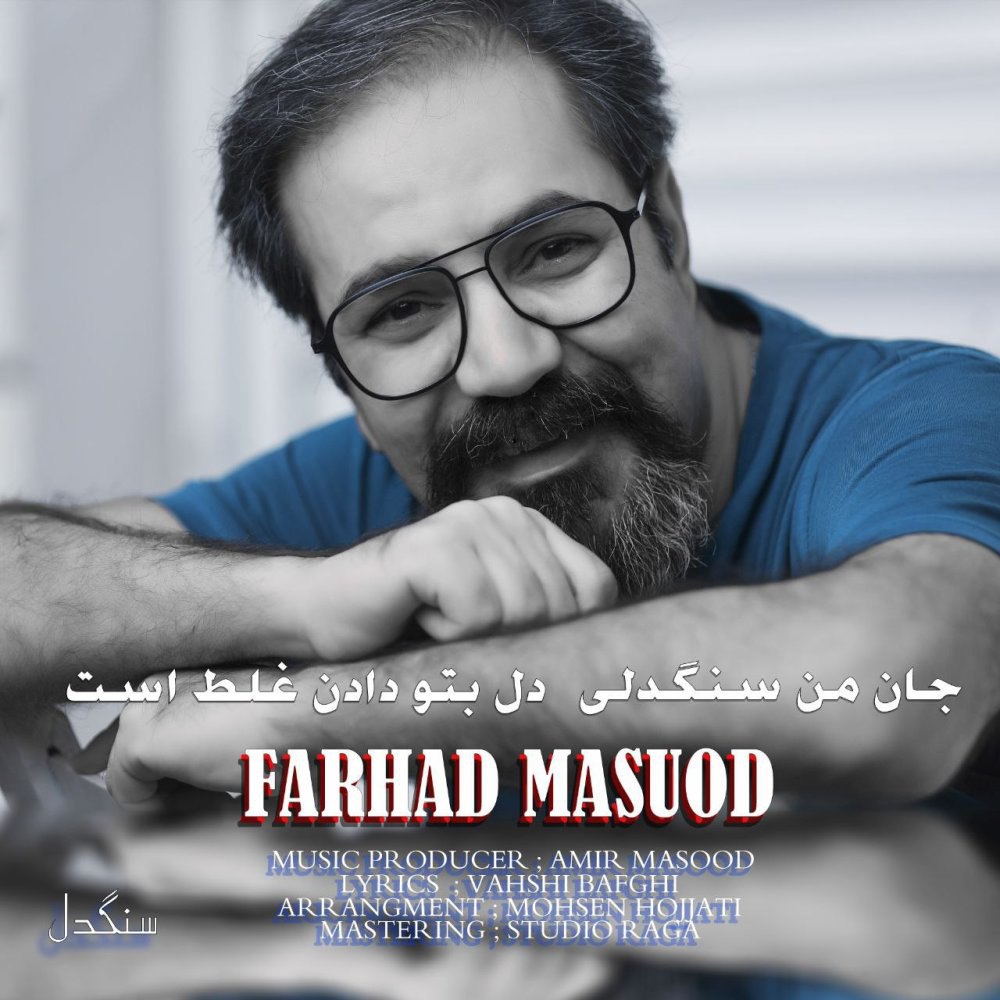 جان من سنگدلی دل بتو دادن غلط است
FARHAD MASUOD
MUSIC PRODUCER ; AMIR MASOOD
LYRICS ; VAHSHI BAFGHI
ARRANGMENT ; MOHSEN HOJJATI
MASTERING ; STUDIO RAGA
سنگدل